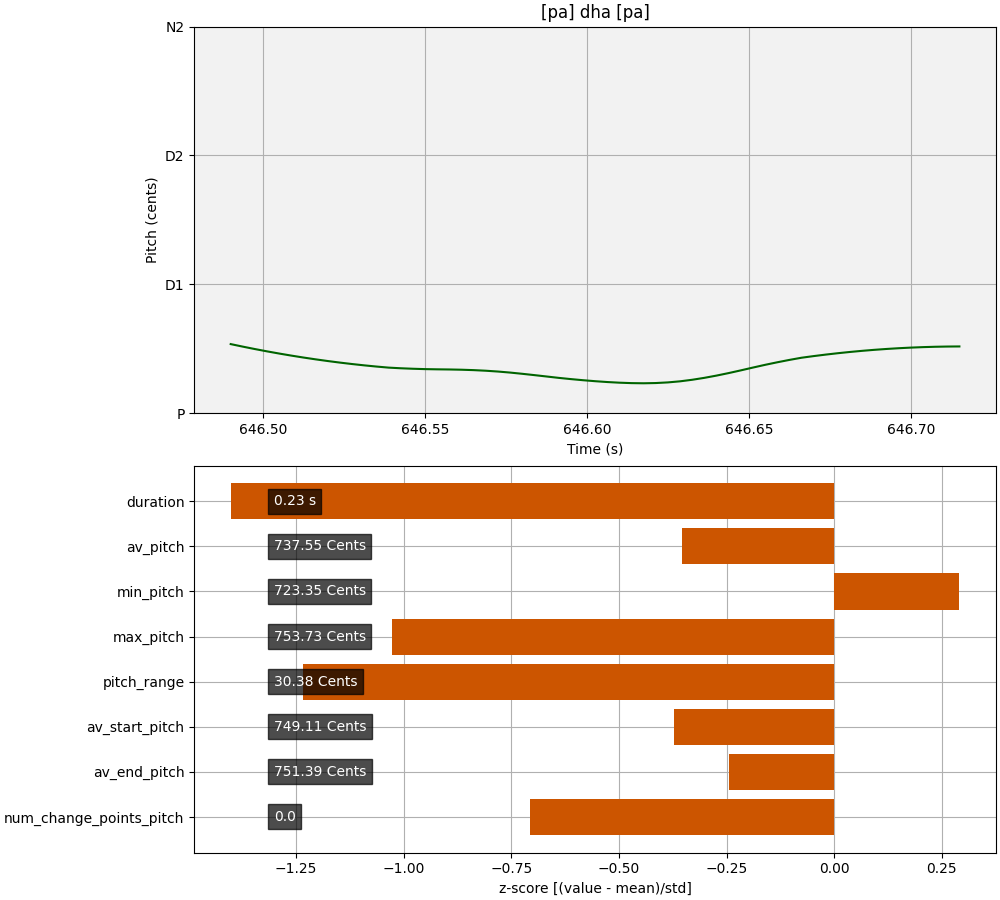 [pa] dha [pa]
N2
D2
D1
P
Pitch (cents)
646.50 646.55 646.60 646.65 646.70
Time (s)
duration 0.23 s
av_pitch 737.55 Cents
min_pitch 723.35 Cents
max_pitch 753.73 Cents
pitch_range 30.38 Cents
av_start_pitch 749.11 Cents
av_end_pitch 751.39 Cents
num_change_points_pitch 0.0
−1.25 −1.00 −0.75 −0.50 −0.25 0.00 0.25
z-score [(value - mean)/std]